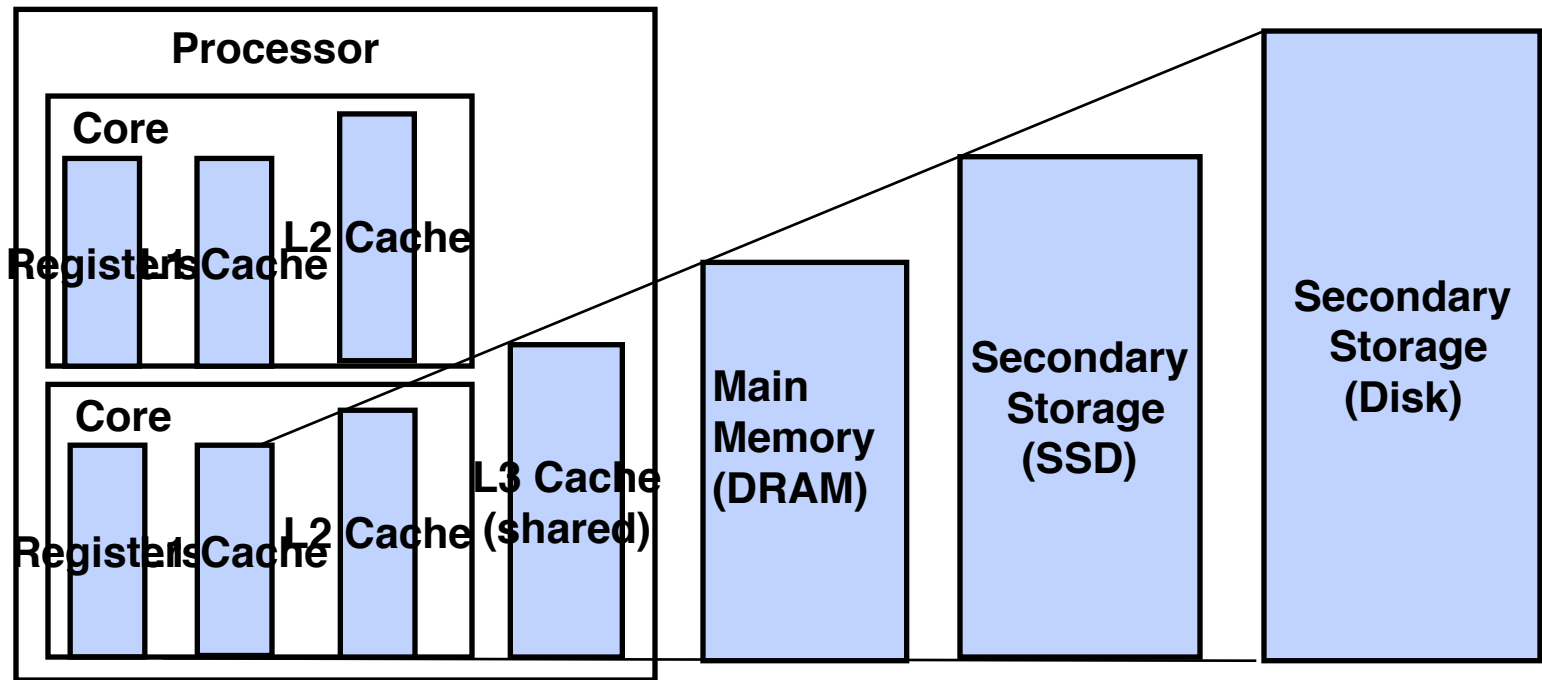 Processor
Core
Registers
L1 Cache
L2 Cache
Core
Registers
L1 Cache
L2 Cache
L3 Cache
(shared)
Main
Memory
(DRAM)
Secondary
Storage
(SSD)
Secondary
Storage
(Disk)